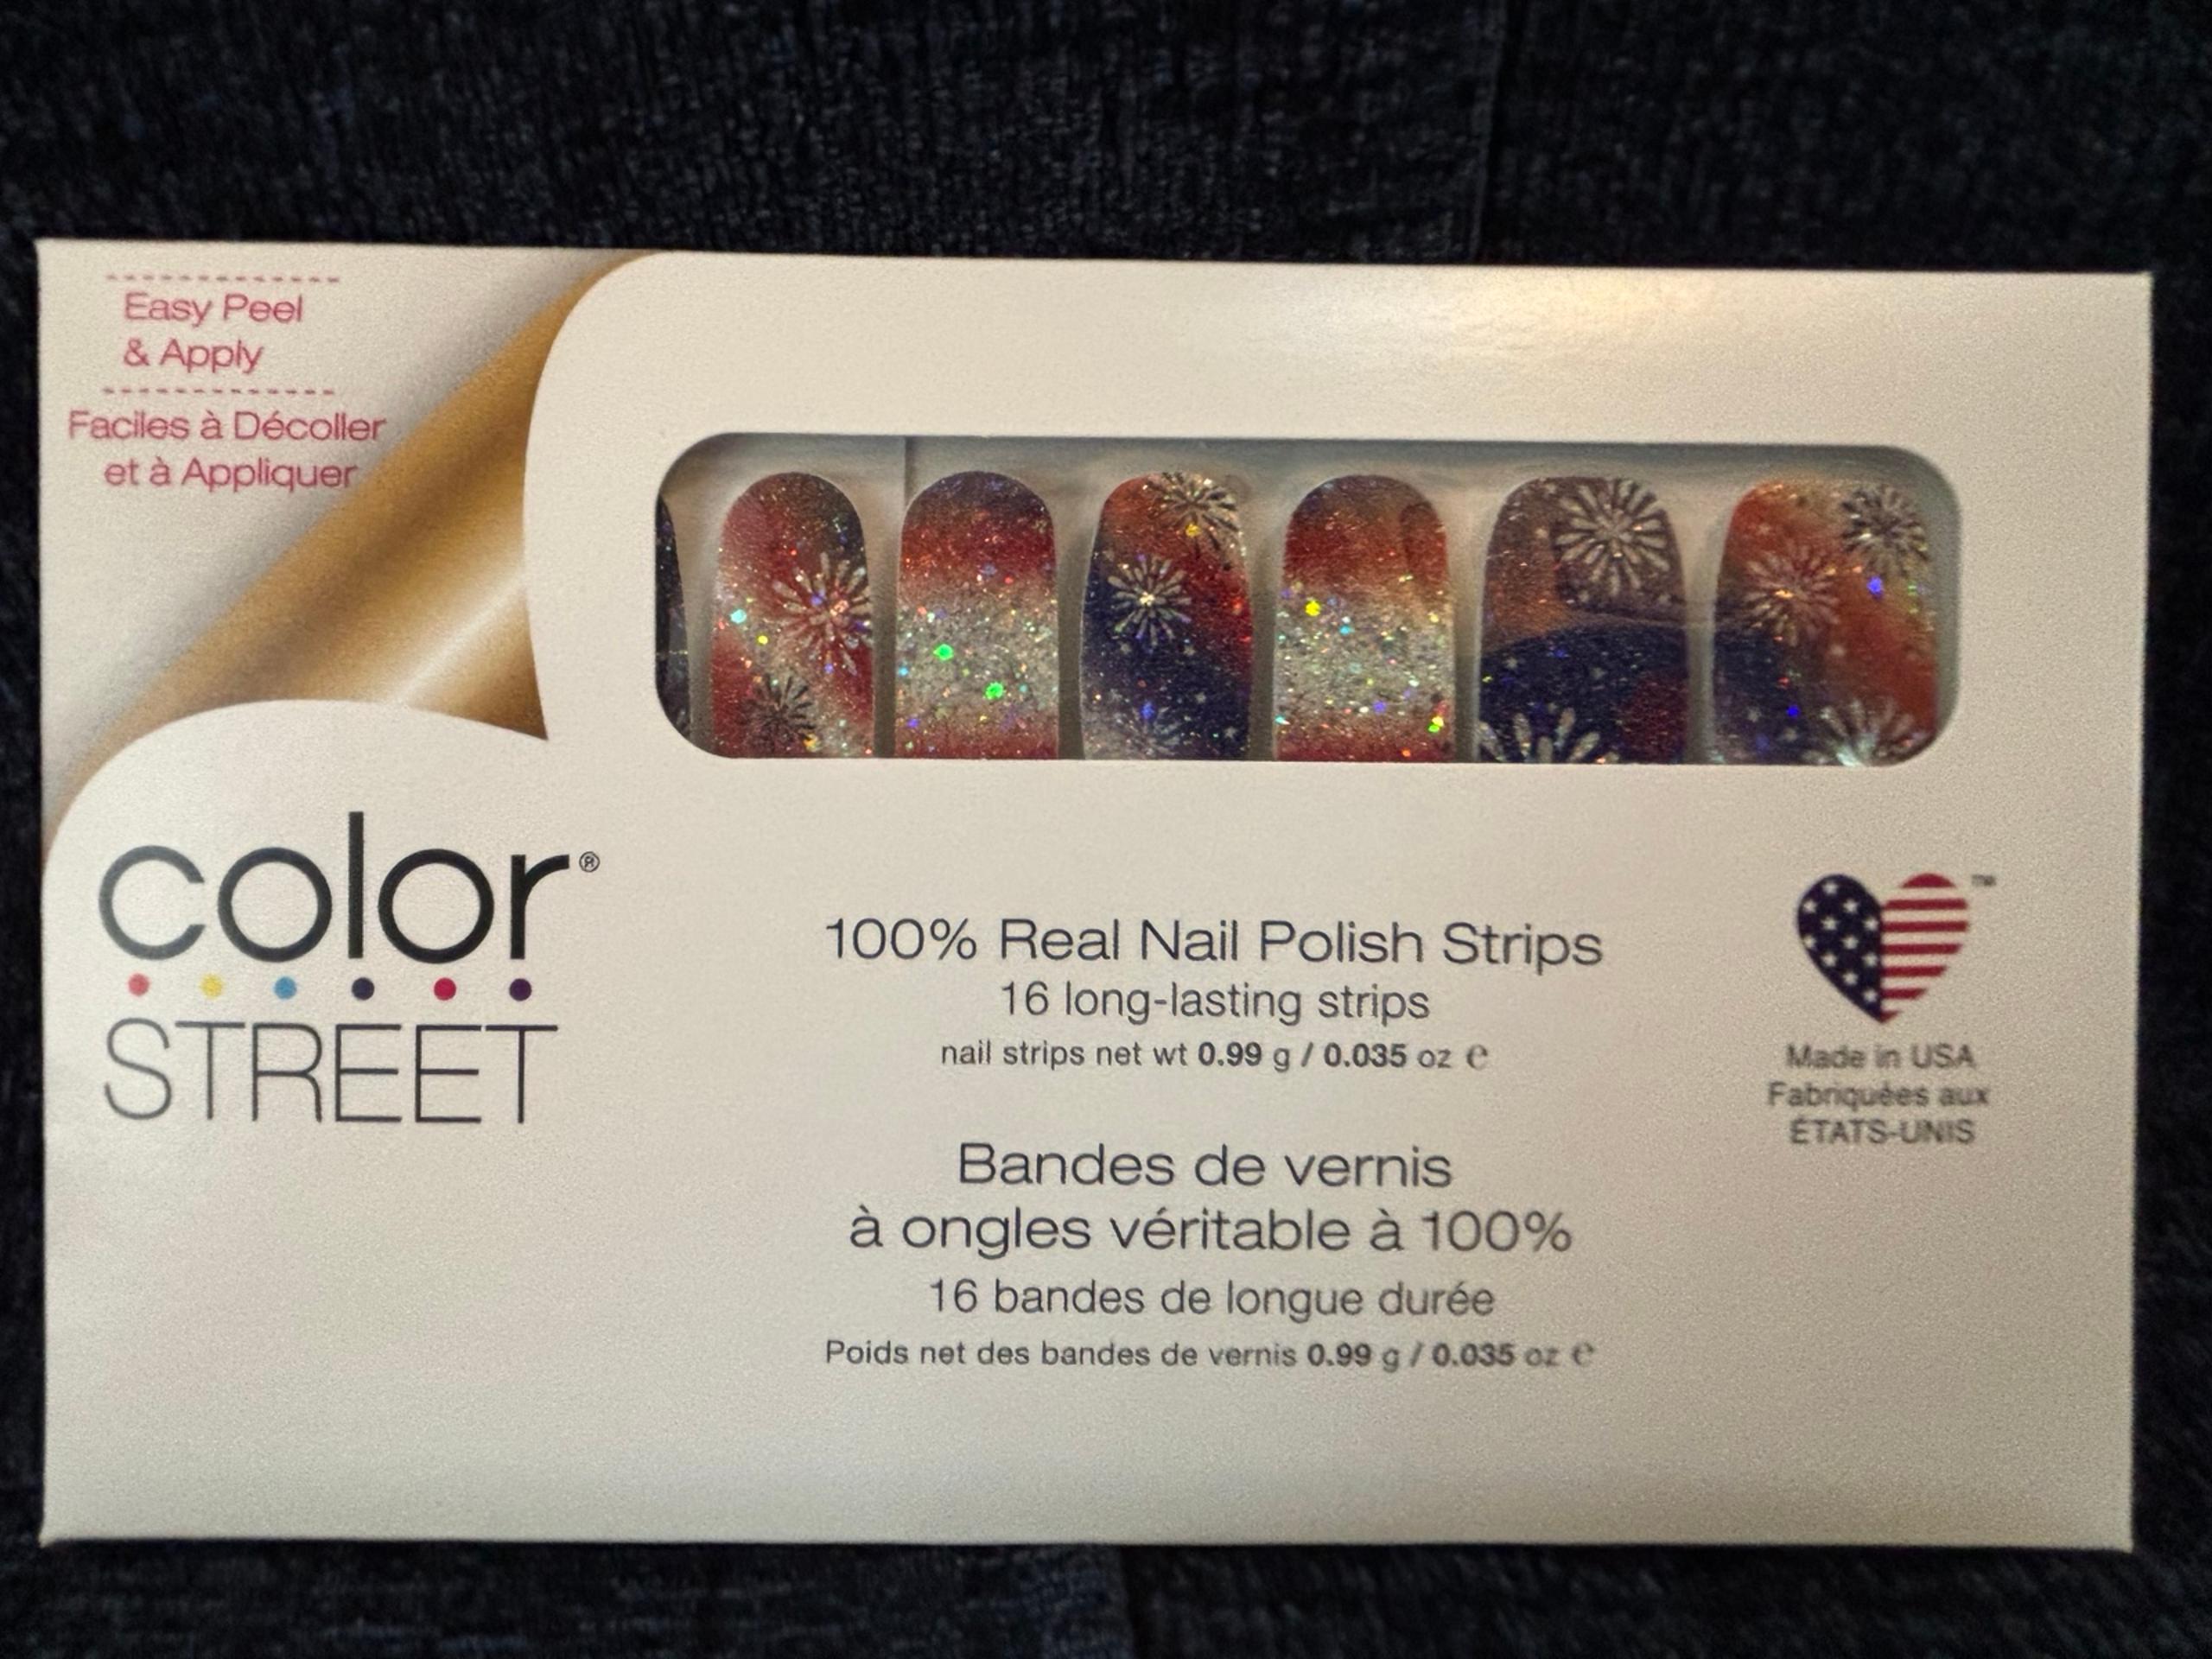 Easy Peel
& Apply
Faciles à Décoller
et à Appliquer
color®
STREET
100% Real Nail Polish Strips
16 long-lasting strips
nail strips net wt 0.99 g / 0.035 oz ℮
Bandes de vernis
à ongles véritable à 100%
16 bandes de longue durée
Poids net des bandes de vernis 0.99 g / 0.035 oz ℮
™
Made in USA
Fabriquées aux
ÉTATS-UNIS